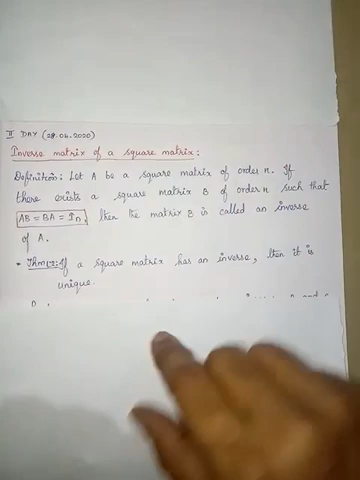 II DAY (28.04.2020)
Inverse matrix of a square matrix:
Definition: Let A be a square matrix of order n. If
there exists a square matrix B of order n such that
AB = BA = In, then the matrix B is called an inverse
of A.
• Thm(1): If a square matrix has an inverse, then it is
unique.